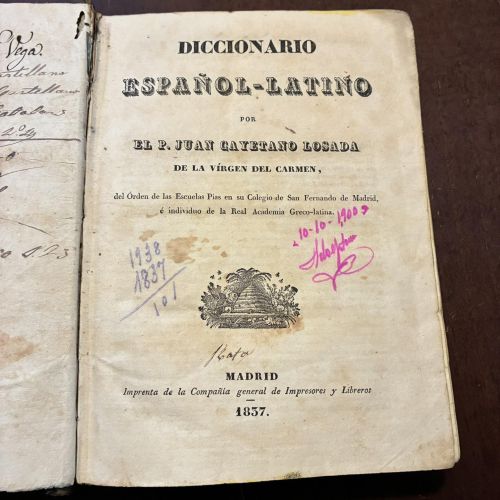 Vega.
DICCIONARIO
ESPAÑOL-LATIÑO
POR
EL P. JUAN CAYETANO LOSADA
DE LA VÍRGEN DEL CARMEN,
del Órden de las Escuelas Pias en su Colegio de San Fernando de Madrid,
é individuo de la Real Academia Greco-latina.
10-10-1900
1938
1837
101
MADRID
Imprenta de la Compañía general de Impresores y Libreros
1837.